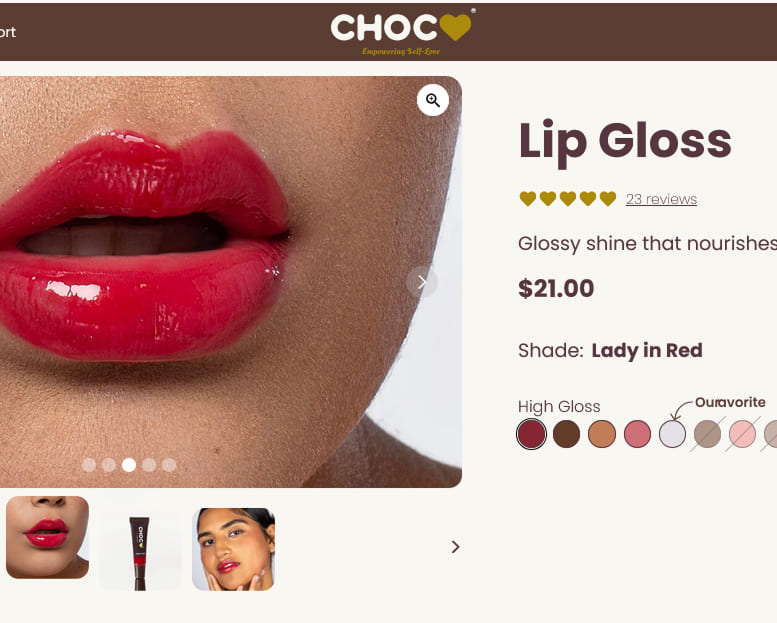 ort
CHOC
®
Empowering Self-Love
Lip Gloss
23 reviews
Glossy shine that nourishes
$21.00
Shade: Lady in Red
High Gloss
CHOC